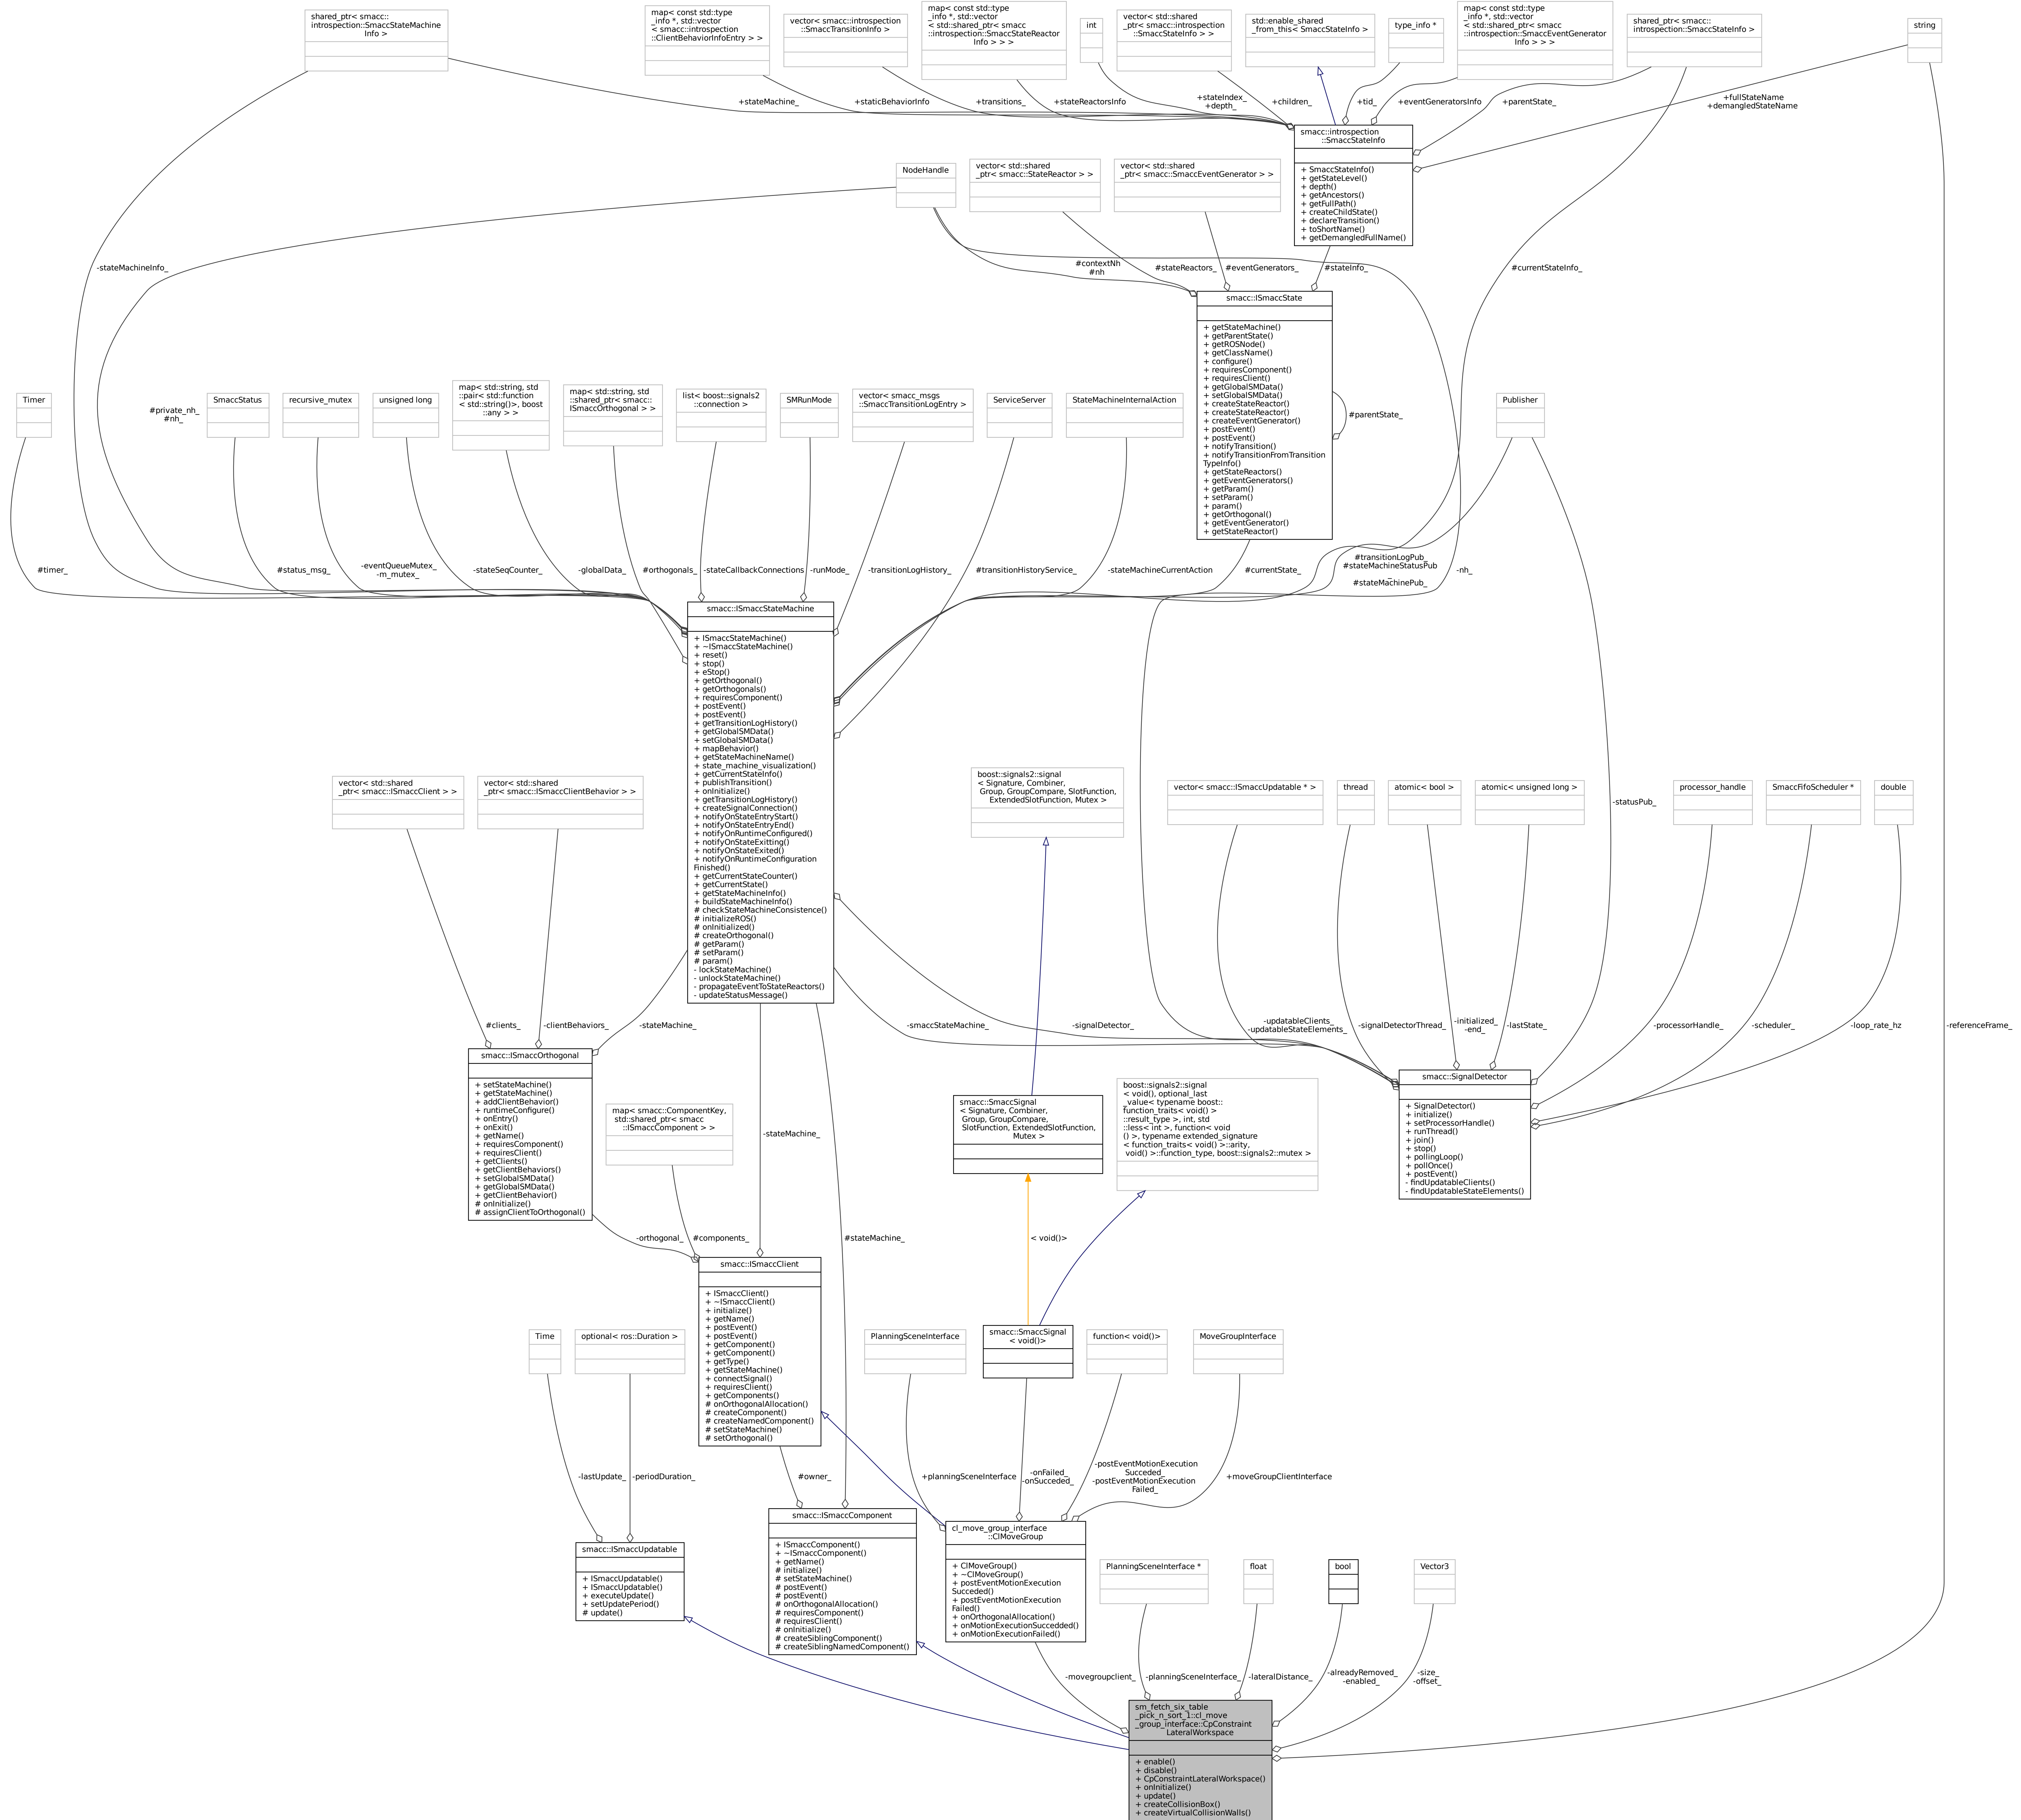 shared_ptr< smacc::
introspection::SmaccStateMachine
Info >
map< const std::type
_info *, std::vector
< smacc::introspection
::ClientBehaviorInfoEntry > >
vector< smacc::introspection
::SmaccTransitionInfo >
map< const std::type
_info *, std::vector
< std::shared_ptr< smacc
::introspection::SmaccStateReactor
Info > > >
int
vector< std::shared
_ptr< smacc::introspection
::SmaccStateInfo > >
std::enable_shared
_from_this< SmaccStateInfo >
type_info *
map< const std::type
_info *, std::vector
< std::shared_ptr< smacc
::introspection::SmaccEventGenerator
Info > > >
shared_ptr< smacc::
introspection::SmaccStateInfo >
string
+stateMachine_
+staticBehaviorInfo
+transitions_
+stateReactorsInfo
+stateIndex_
+depth_
+children_
+tid_
+eventGeneratorsInfo
+parentState_
+fullStateName
+demangledStateName
smacc::introspection
::SmaccStateInfo
+ SmaccStateInfo()
+ getStateLevel()
+ depth()
+ getAncestors()
+ getFullPath()
+ createChildState()
+ declareTransition()
+ toShortName()
+ getDemangledFullName()
NodeHandle
vector< std::shared
_ptr< smacc::StateReactor > >
vector< std::shared
_ptr< smacc::SmaccEventGenerator > >
-stateMachineInfo_
#contextNh
#nh
#stateReactors_
#eventGenerators_
#stateInfo_
#currentStateInfo_
smacc::ISmaccState
+ getStateMachine()
+ getParentState()
+ getROSNode()
+ getClassName()
+ configure()
+ requiresComponent()
+ requiresClient()
+ getGlobalSMData()
+ setGlobalSMData()
+ createStateReactor()
+ createStateReactor()
+ createEventGenerator()
+ postEvent()
+ postEvent()
+ notifyTransition()
+ notifyTransitionFromTransition
TypeInfo()
+ getStateReactors()
+ getEventGenerators()
+ getParam()
+ setParam()
+ param()
+ getOrthogonal()
+ getEventGenerator()
+ getStateReactor()
#parentState_
Timer
#private_nh_
#nh_
SmaccStatus
recursive_mutex
unsigned long
map< std::string, std
::pair< std::function
< std::string()>, boost
::any > >
map< std::string, std
::shared_ptr< smacc::
ISmaccOrthogonal > >
list< boost::signals2
::connection >
SMRunMode
vector< smacc_msgs
::SmaccTransitionLogEntry >
ServiceServer
StateMachineInternalAction
Publisher
#timer_
#status_msg_
-eventQueueMutex_
-m_mutex_
-stateSeqCounter_
-globalData_
#orthogonals_
-stateCallbackConnections
-runMode_
-transitionLogHistory_
#transitionHistoryService_
-stateMachineCurrentAction
#currentState_
#transitionLogPub_
#stateMachineStatusPub
_
#stateMachinePub_
-nh_
smacc::ISmaccStateMachine
+ ISmaccStateMachine()
+ ~ISmaccStateMachine()
+ reset()
+ stop()
+ eStop()
+ getOrthogonal()
+ getOrthogonals()
+ requiresComponent()
+ postEvent()
+ postEvent()
+ getTransitionLogHistory()
+ getGlobalSMData()
+ setGlobalSMData()
+ mapBehavior()
+ getStateMachineName()
+ state_machine_visualization()
+ getCurrentStateInfo()
+ publishTransition()
+ onInitialize()
+ getTransitionLogHistory()
+ createSignalConnection()
+ notifyOnStateEntryStart()
+ notifyOnStateEntryEnd()
+ notifyOnRuntimeConfigured()
+ notifyOnStateExitting()
+ notifyOnStateExited()
+ notifyOnRuntimeConfiguration
Finished()
+ getCurrentStateCounter()
+ getCurrentState()
+ getStateMachineInfo()
+ buildStateMachineInfo()
# checkStateMachineConsistence()
# initializeROS()
# onInitialized()
# createOrthogonal()
# getParam()
# setParam()
# param()
- lockStateMachine()
- unlockStateMachine()
- propagateEventToStateReactors()
- updateStatusMessage()
vector< std::shared
_ptr< smacc::ISmaccClient > >
vector< std::shared
_ptr< smacc::ISmaccClientBehavior > >
boost::signals2::signal
< Signature, Combiner,
Group, GroupCompare, SlotFunction,
ExtendedSlotFunction, Mutex >
vector< smacc::ISmaccUpdatable * >
thread
atomic< bool >
atomic< unsigned long >
-statusPub_
processor_handle
SmaccFifoScheduler *
double
#clients_
-clientBehaviors_
-stateMachine_
-smaccStateMachine_
-signalDetector_
-updatableClients_
-updatableStateElements_
-signalDetectorThread_
-initialized_
-end_
-lastState_
-processorHandle_
-scheduler_
-loop_rate_hz
-referenceFrame_
smacc::ISmaccOrthogonal
+ setStateMachine()
+ getStateMachine()
+ addClientBehavior()
+ runtimeConfigure()
+ onEntry()
+ onExit()
+ getName()
+ requiresComponent()
+ requiresClient()
+ getClients()
+ getClientBehaviors()
+ setGlobalSMData()
+ getGlobalSMData()
+ getClientBehavior()
# onInitialize()
# assignClientToOrthogonal()
map< smacc::ComponentKey,
std::shared_ptr< smacc
::ISmaccComponent > >
-stateMachine_
smacc::SmaccSignal
< Signature, Combiner,
Group, GroupCompare,
SlotFunction, ExtendedSlotFunction,
Mutex >
boost::signals2::signal
< void(), optional_last
_value< typename boost::
function_traits< void() >
::result_type >, int, std
::less< int >, function< void
() >, typename extended_signature
< function_traits< void() >::arity,
void() >::function_type, boost::signals2::mutex >
smacc::SignalDetector
+ SignalDetector()
+ initialize()
+ setProcessorHandle()
+ runThread()
+ join()
+ stop()
+ pollingLoop()
+ pollOnce()
+ postEvent()
- findUpdatableClients()
- findUpdatableStateElements()
-orthogonal_
#components_
#stateMachine_
< void()>
smacc::ISmaccClient
+ ISmaccClient()
+ ~ISmaccClient()
+ initialize()
+ getName()
+ postEvent()
+ postEvent()
+ getComponent()
+ getComponent()
+ getType()
+ getStateMachine()
+ connectSignal()
+ requiresClient()
+ getComponents()
# onOrthogonalAllocation()
# createComponent()
# createNamedComponent()
# setStateMachine()
# setOrthogonal()
Time
optional< ros::Duration >
PlanningSceneInterface
smacc::SmaccSignal
< void()>
function< void()>
MoveGroupInterface
-lastUpdate_
-periodDuration_
#owner_
+planningSceneInterface
-onFailed_
-onSucceded_
-postEventMotionExecution
Succeded_
-postEventMotionExecution
Failed_
+moveGroupClientInterface
smacc::ISmaccUpdatable
+ ISmaccUpdatable()
+ ISmaccUpdatable()
+ executeUpdate()
+ setUpdatePeriod()
# update()
smacc::ISmaccComponent
+ ISmaccComponent()
+ ~ISmaccComponent()
+ getName()
# initialize()
# setStateMachine()
# postEvent()
# postEvent()
# onOrthogonalAllocation()
# requiresComponent()
# requiresClient()
# onInitialize()
# createSiblingComponent()
# createSiblingNamedComponent()
cl_move_group_interface
::ClMoveGroup
+ ClMoveGroup()
+ ~ClMoveGroup()
+ postEventMotionExecution
Succeded()
+ postEventMotionExecution
Failed()
+ onOrthogonalAllocation()
+ onMotionExecutionSuccedded()
+ onMotionExecutionFailed()
PlanningSceneInterface *
float
bool
Vector3
-movegroupclient_
-planningSceneInterface_
-lateralDistance_
-alreadyRemoved_
-enabled_
-size_
-offset_
sm_fetch_six_table
_pick_n_sort_1::cl_move
_group_interface::CpConstraint
LateralWorkspace
+ enable()
+ disable()
+ CpConstraintLateralWorkspace()
+ onInitialize()
+ update()
+ createCollisionBox()
+ createVirtualCollisionWalls()